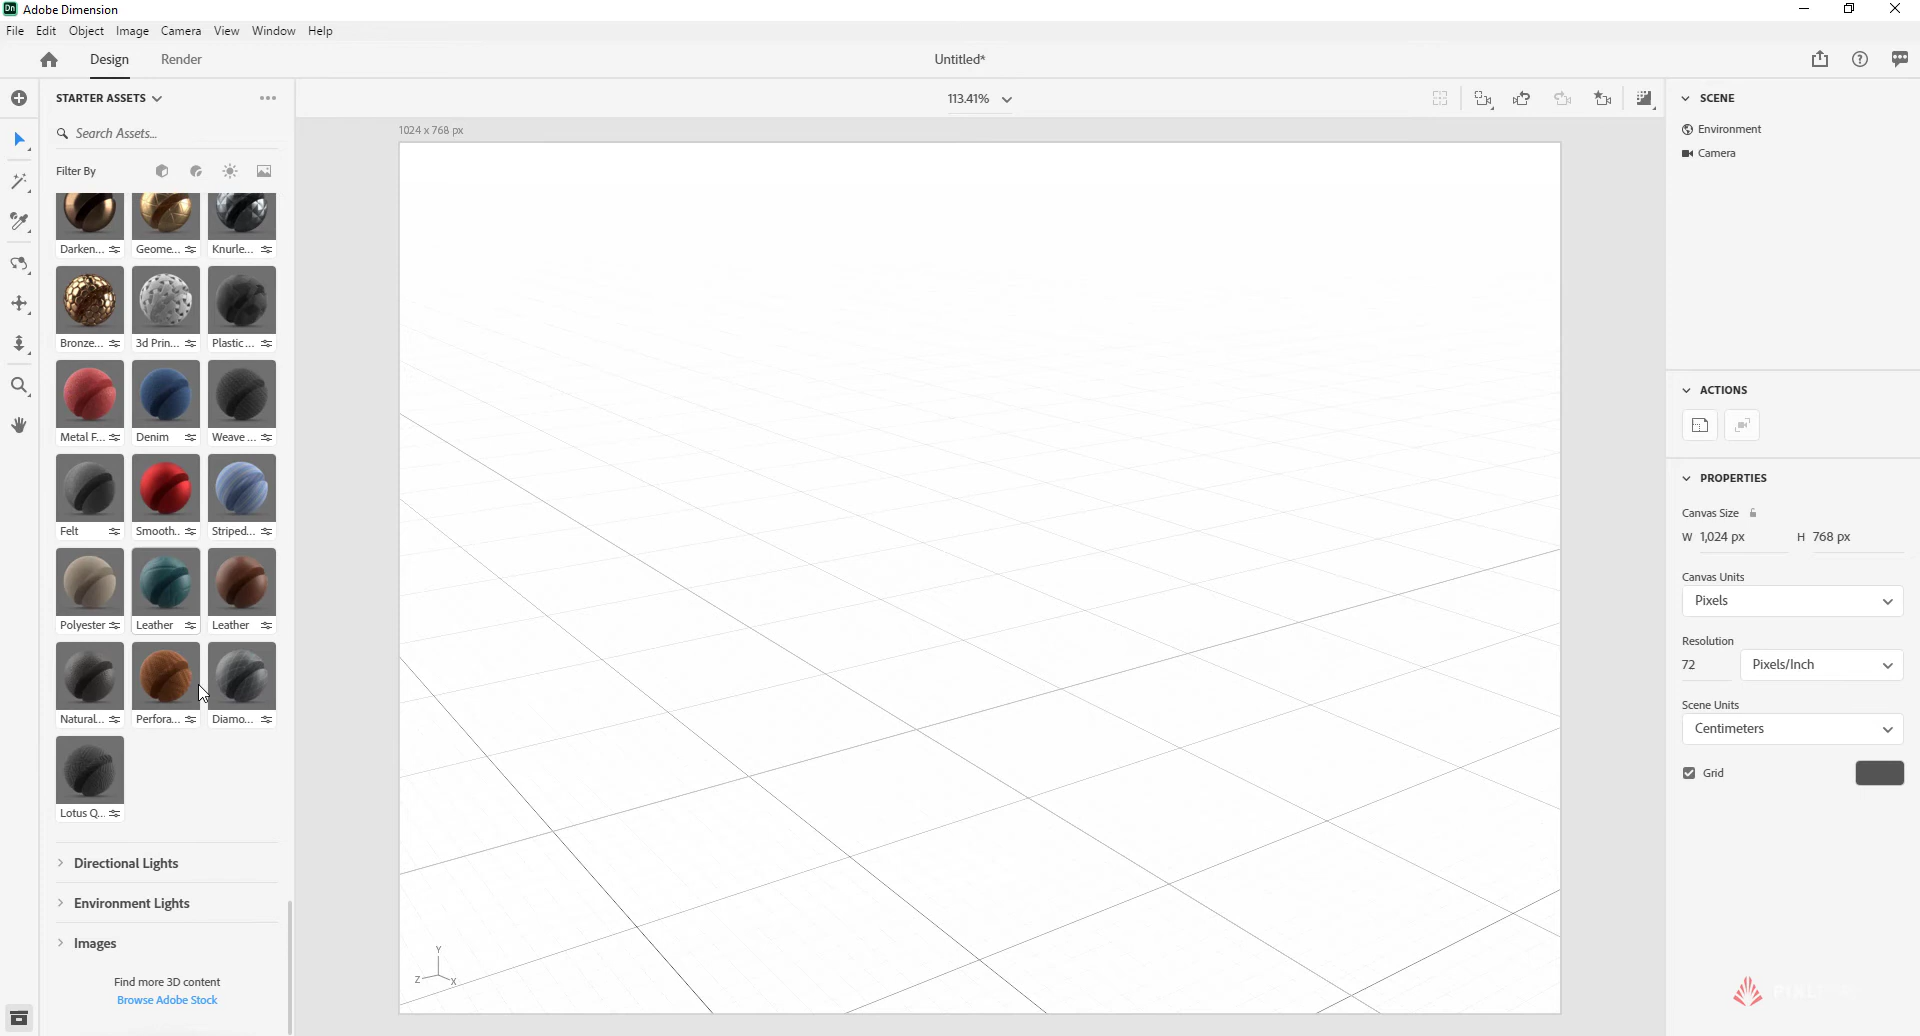 Dn Adobe Dimension
File Edit Object Image Camera View Window Help
Design Render Untitled*
STARTER ASSETS
113.41%
SCENE
1024 x 768 px
Search Assets...
Environment
Camera
Filter By
Darken... Geome... Knurle...
Bronze... 3d Prin... Plastic ...
ACTIONS
Metal F... Denim Weave ...
PROPERTIES
Canvas Size
W 1,024 px H 768 px
Felt Smooth.. Striped...
Canvas Units
Pixels
Polyester Leather Leather
Resolution
72 Pixels/Inch
Natural... Perfora... Diamo...
Scene Units
Centimeters
Grid
Lotus Q...
Directional Lights
Environment Lights
Images
Y
Z X
Find more 3D content
Browse Adobe Stock